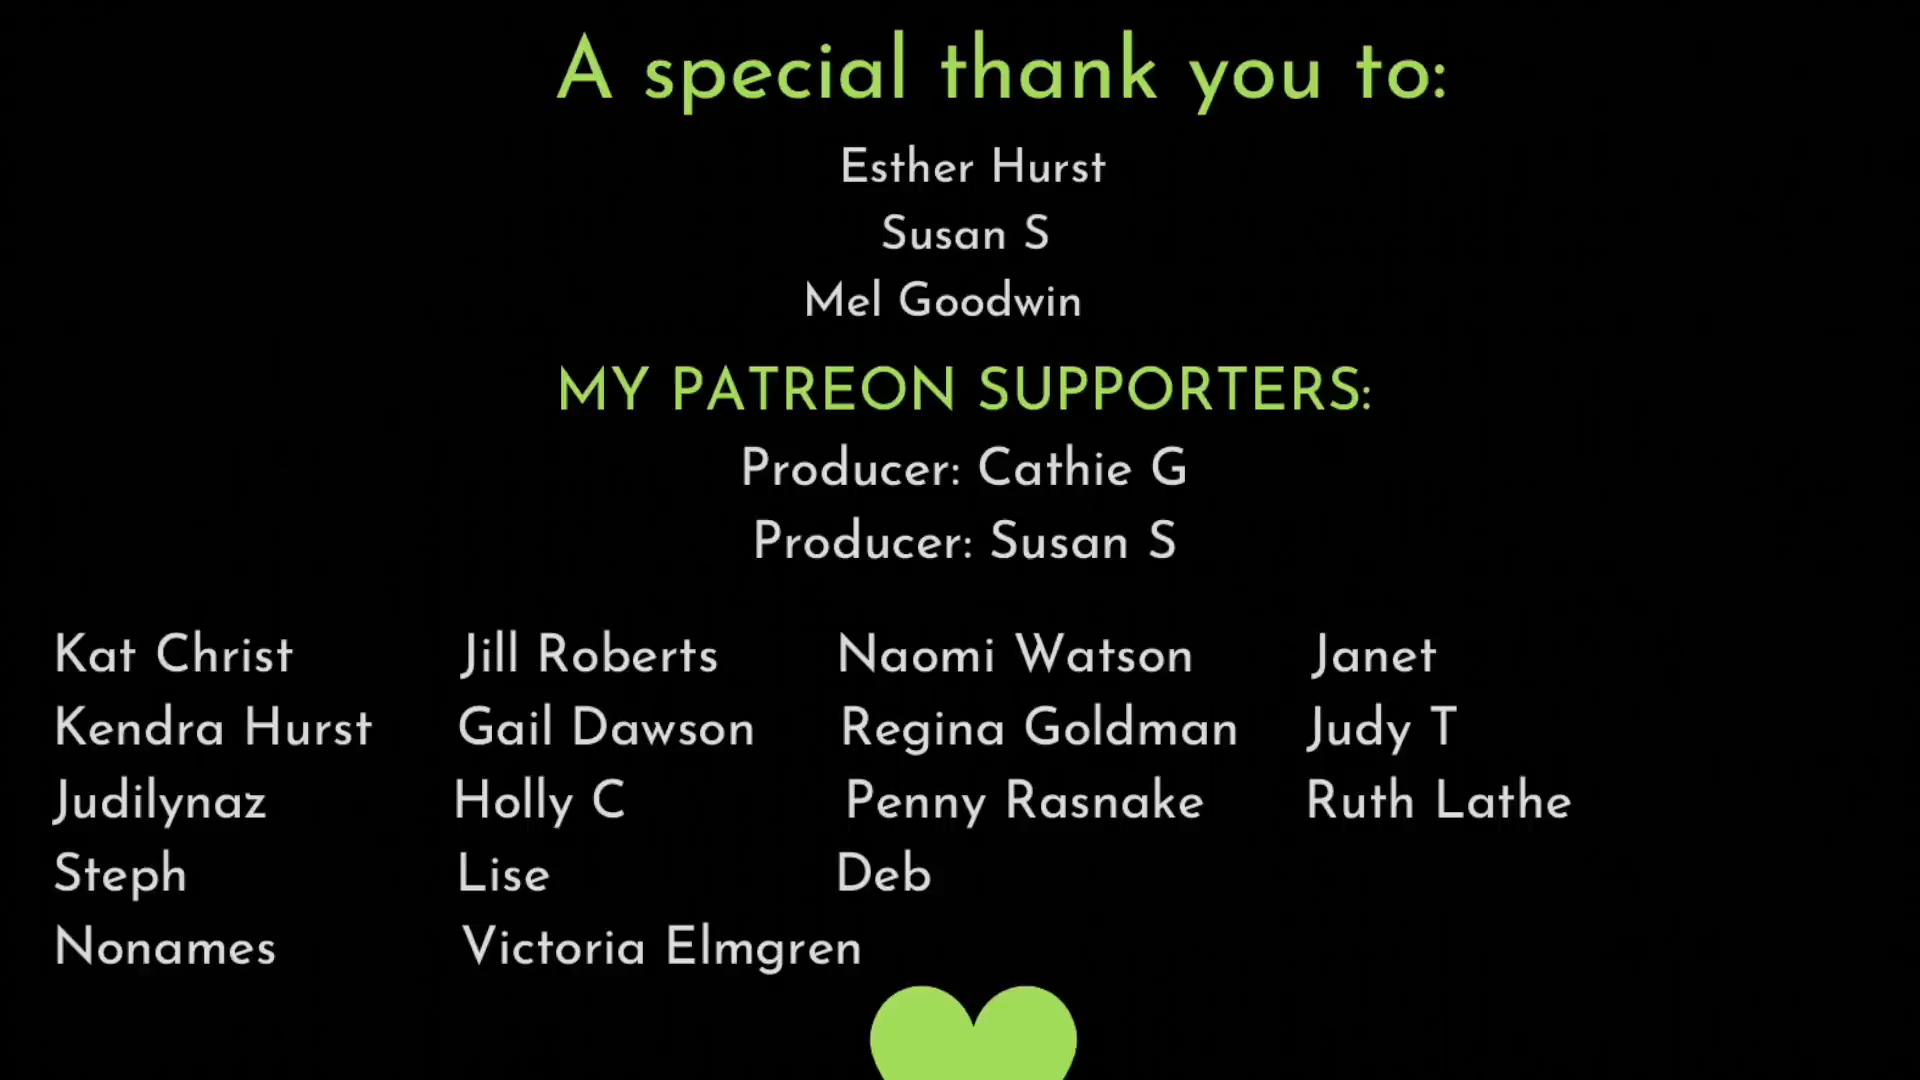 A special thank you to:
Esther Hurst
Susan S
Mel Goodwin
MY PATREON SUPPORTERS:
Producer: Cathie G
Producer: Susan S
Kat Christ Jill Roberts Naomi Watson Janet
Kendra Hurst Gail Dawson Regina Goldman Judy T
Judilynaz Holly C Penny Rasnake Ruth Lathe
Steph Lise Deb
Nonames Victoria Elmgren